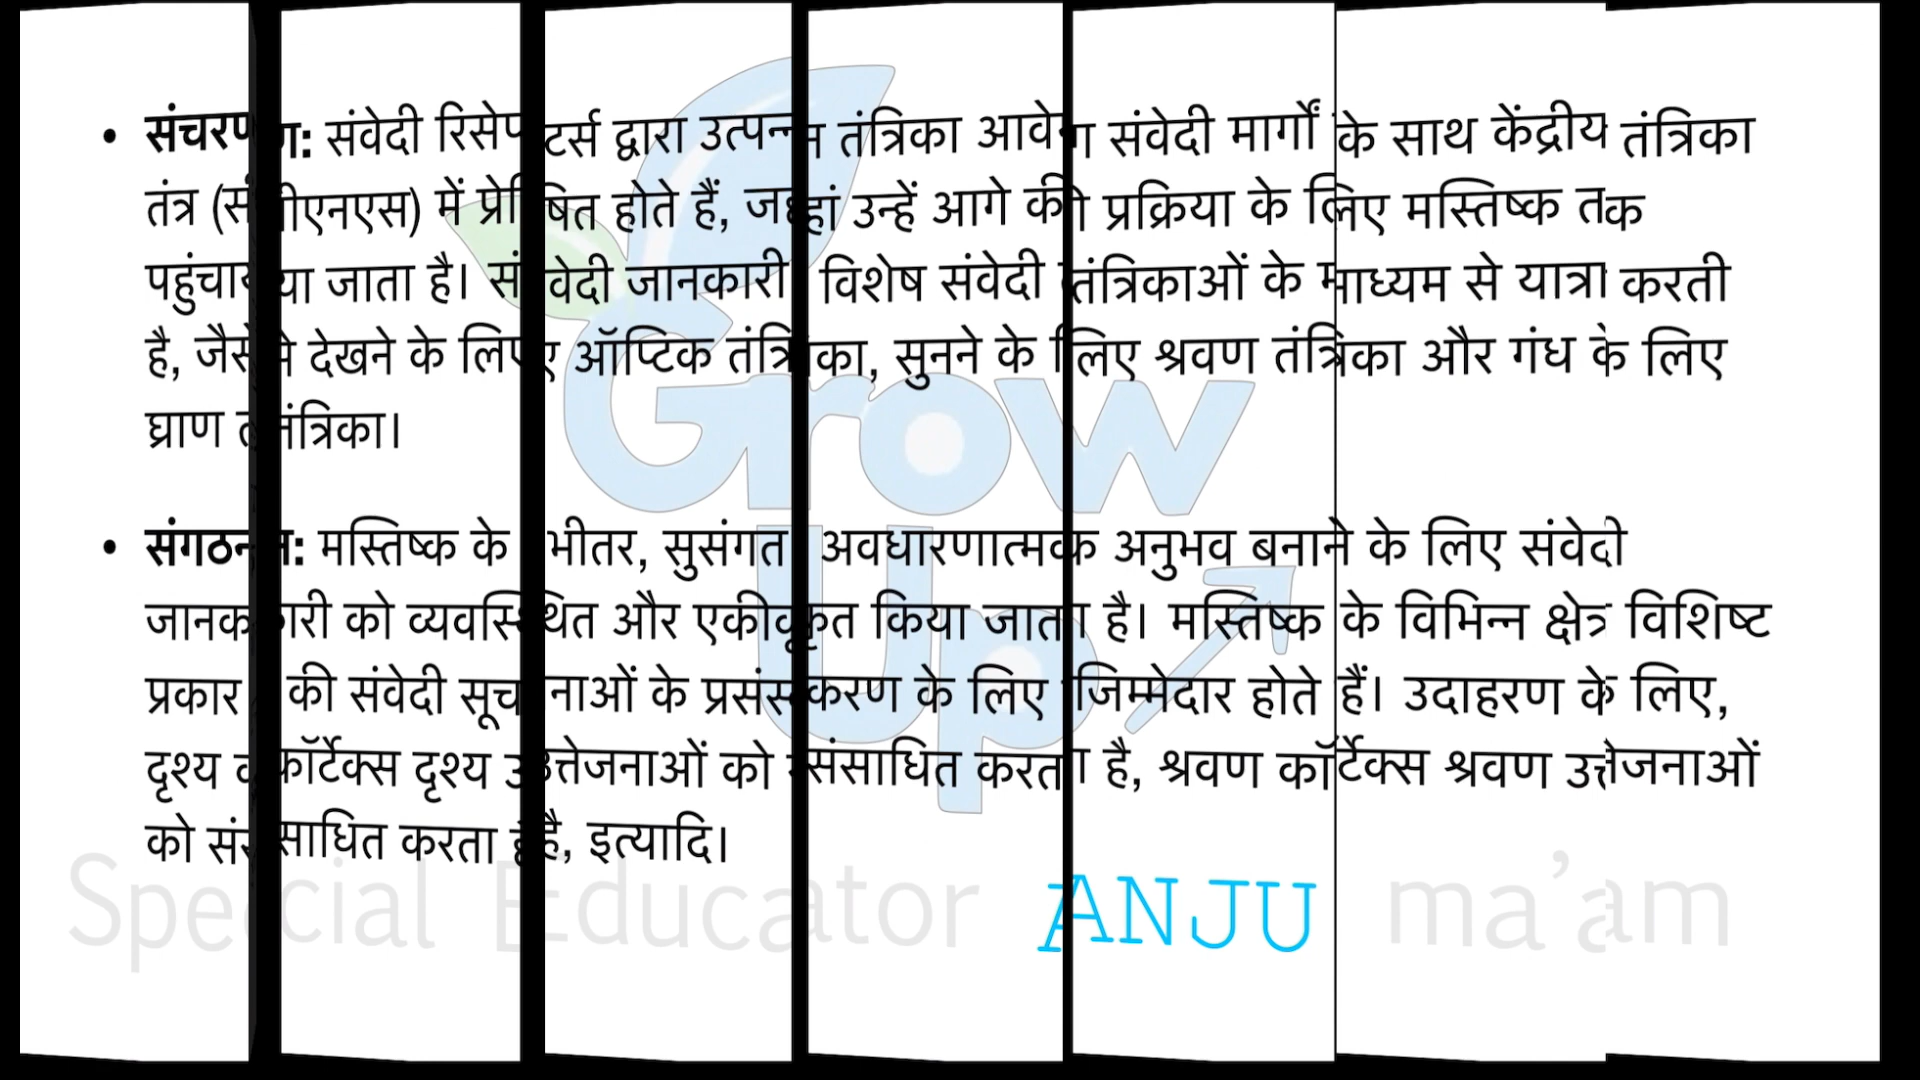 • संचरण: संवेदी रिसेप्टर्स द्वारा उत्पन्न तंत्रिका आवेग संवेदी मार्गों के साथ केंद्रीय तंत्रिका
तंत्र (सीएनएस) में प्रेषित होते हैं, जहां उन्हें आगे की प्रक्रिया के लिए मस्तिष्क तक
पहुंचाया जाता है। संवेदी जानकारी विशेष संवेदी तंत्रिकाओं के माध्यम से यात्रा करती
है, जैसे देखने के लिए ऑप्टिक तंत्रिका, सुनने के लिए श्रवण तंत्रिका और गंध के लिए
घ्राण तंत्रिका।
• संगठन: मस्तिष्क के भीतर, सुसंगत अवधारणात्मक अनुभव बनाने के लिए संवेदी
जानकारी को व्यवस्थित और एकीकृत किया जाता है। मस्तिष्क के विभिन्न क्षेत्र विशिष्ट
प्रकार की संवेदी सूचनाओं के प्रसंस्करण के लिए जिम्मेदार होते हैं। उदाहरण के लिए,
दृश्य कॉर्टेक्स दृश्य उत्तेजनाओं को संसाधित करता है, श्रवण कॉर्टेक्स श्रवण उत्तेजनाओं
को संसाधित करता है, इत्यादि।
Grow
Up
Special Educator ANJU ma'am